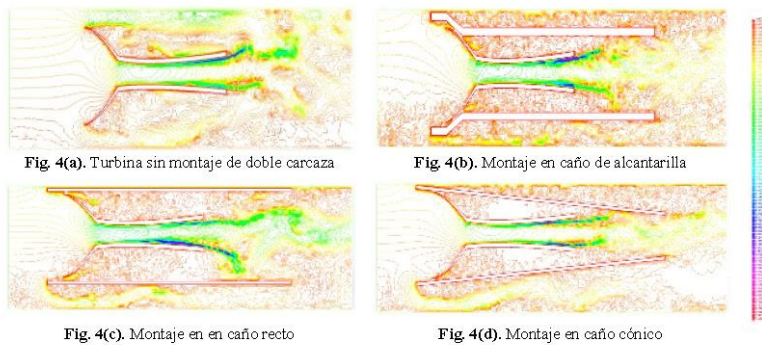 Fig. 4(a). Turbina sin montaje de doble carcaza
Fig. 4(b). Montaje en caño de alcantarilla
Fig. 4(c). Montaje en en caño recto
Fig. 4(d). Montaje en caño cónico